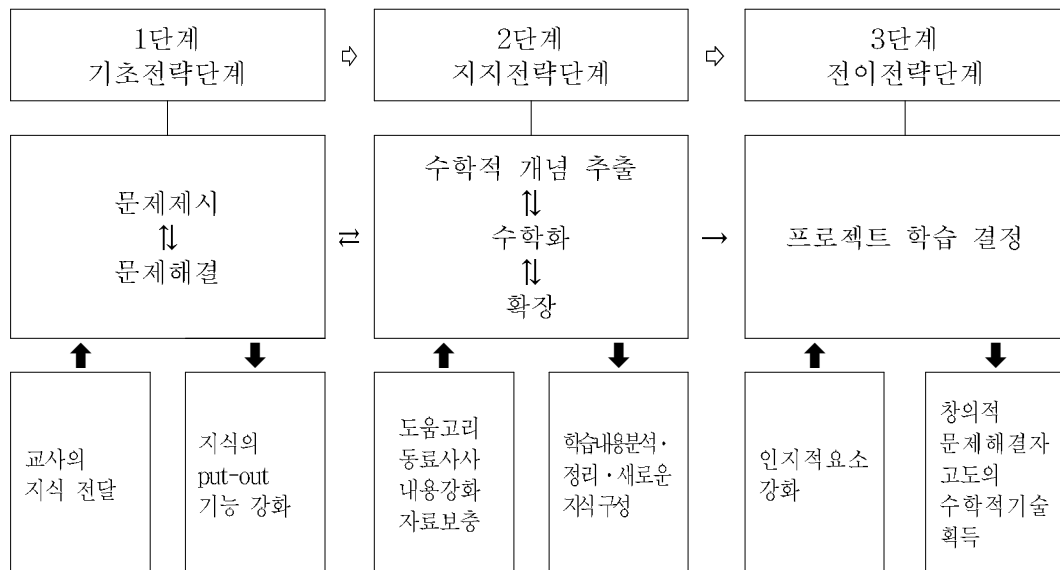 1단계
기초전략단계
⇨
2단계
지지전략단계
⇨
3단계
전이전략단계
문제제시
⇅
문제해결
⇄
수학적 개념 추출
⇅
수학화
⇅
확장
→
프로젝트 학습 결정
교사의
지식 전달
지식의
put-out
기능 강화
도움고리
동료사사
내용강화
자료보충
학습내용분석·
정리·새로운
지식구성
인지적요소
강화
창의적
문제해결자
고도의
수학적기술
획득